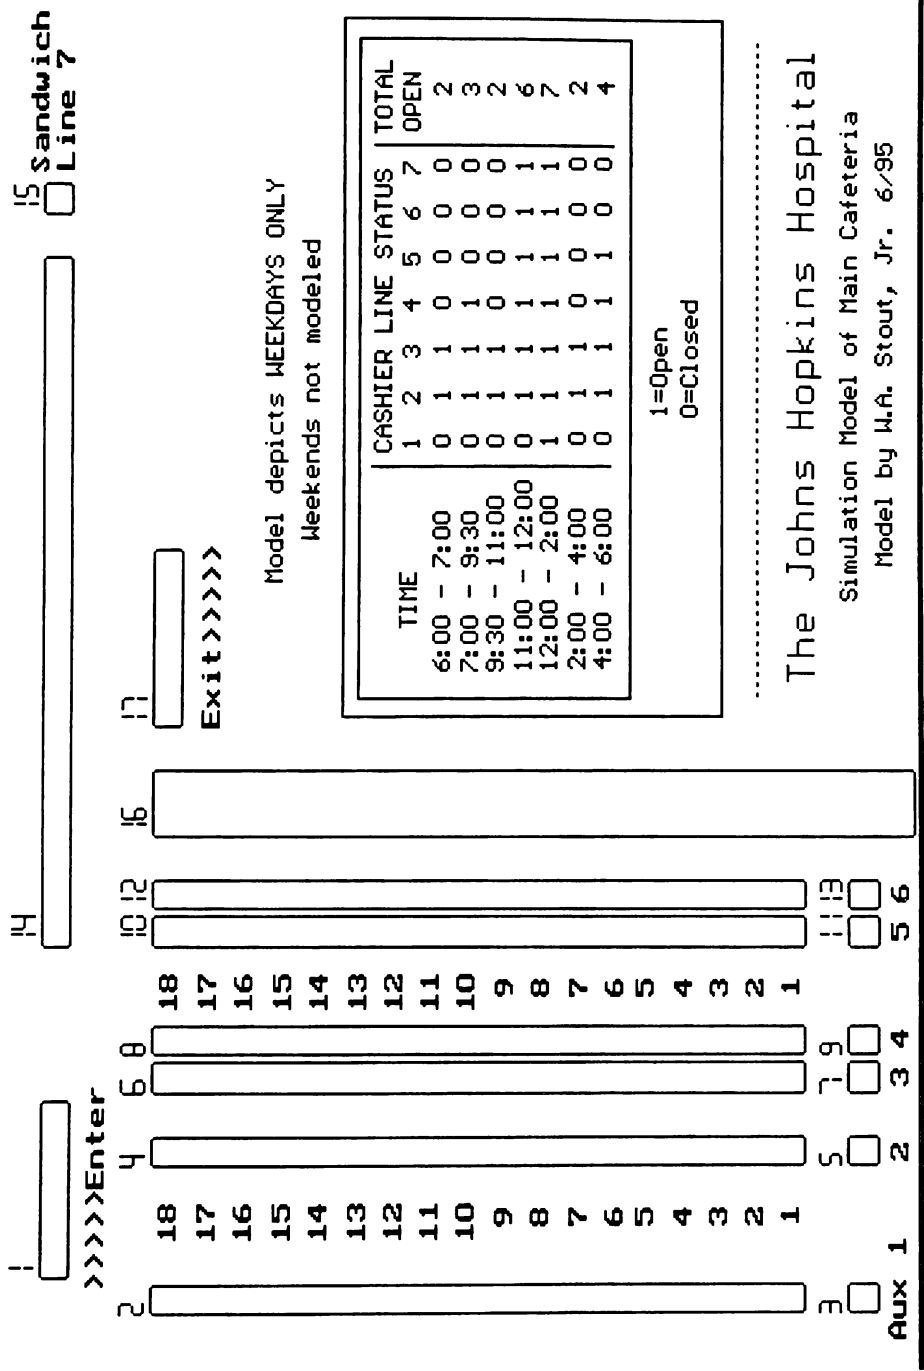 1 14 15
Sandwich
Line 7
>>>>>Enter
2 4 6 8 10 12 16 17
Exit>>>>>
18 18
17 17
16 16
15 15
14 14
13 13
12 12
11 11
10 10
9 9
8 8
7 7
6 6
5 5
4 4
3 3
2 2
1 1
3 5 7 9 11 13
Aux 1 2 3 4 5 6
Model depicts WEEKDAYS ONLY
Weekends not modeled
CASHIER LINE STATUS TOTAL
TIME 1 2 3 4 5 6 7 OPEN
6:00 - 7:00 0 1 1 0 0 0 0 2
7:00 - 9:30 0 1 1 1 0 0 0 3
9:30 - 11:00 0 1 1 0 0 0 0 2
11:00 - 12:00 0 1 1 1 1 1 1 6
12:00 - 2:00 1 1 1 1 1 1 1 7
2:00 - 4:00 0 1 1 0 0 0 0 2
4:00 - 6:00 0 1 1 1 1 0 0 4
1=Open
0=Closed
The Johns Hopkins Hospital
Simulation Model of Main Cafeteria
Model by W.A. Stout, Jr. 6/95